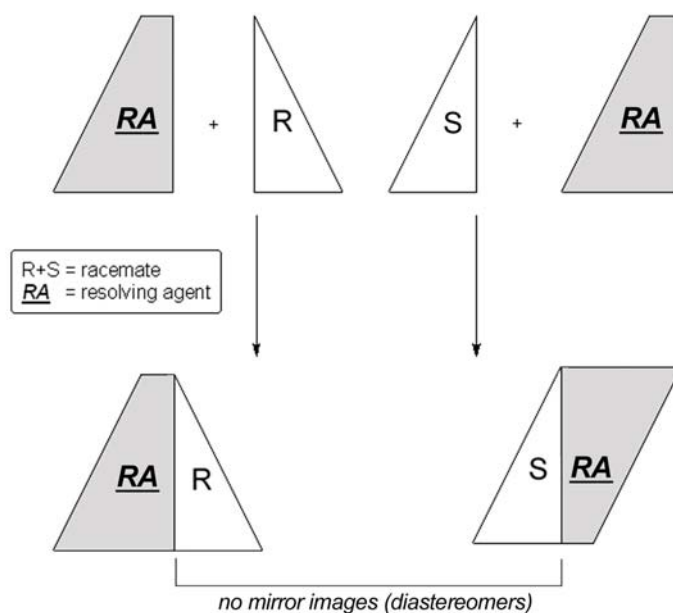 RA + R S + RA
R+S = racemate
RA = resolving agent
RA R S RA
no mirror images (diastereomers)